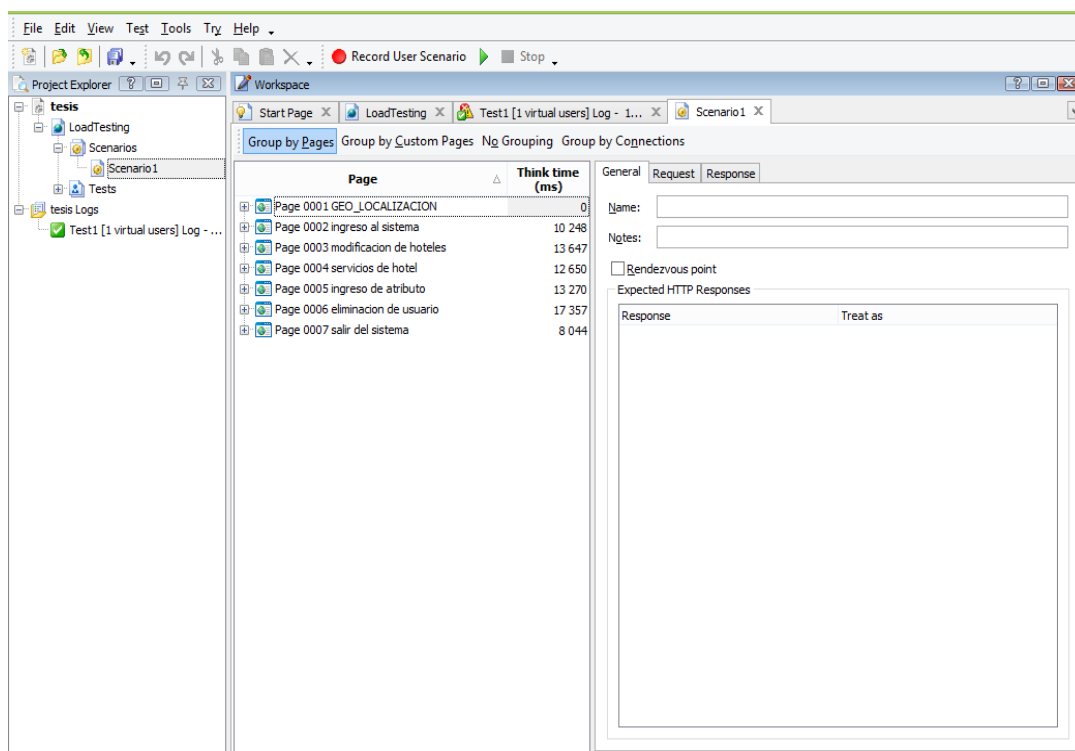 File Edit View Test Tools Try Help
Record User Scenario Stop
Project Explorer
Workspace
tesis
LoadTesting
Scenarios
Scenario1
Tests
tesis Logs
Test1 [1 virtual users] Log - ...
Start Page LoadTesting Test1 [1 virtual users] Log - 1... Scenario1
Group by Pages Group by Custom Pages No Grouping Group by Connections
Page Think time (ms)
Page 0001 GEO_LOCALIZACION 0
Page 0002 ingreso al sistema 10 248
Page 0003 modificacion de hoteles 13 647
Page 0004 servicios de hotel 12 650
Page 0005 ingreso de atributo 13 270
Page 0006 eliminacion de usuario 17 357
Page 0007 salir del sistema 8 044
General Request Response
Name:
Notes:
Rendezvous point
Expected HTTP Responses
Response Treat as